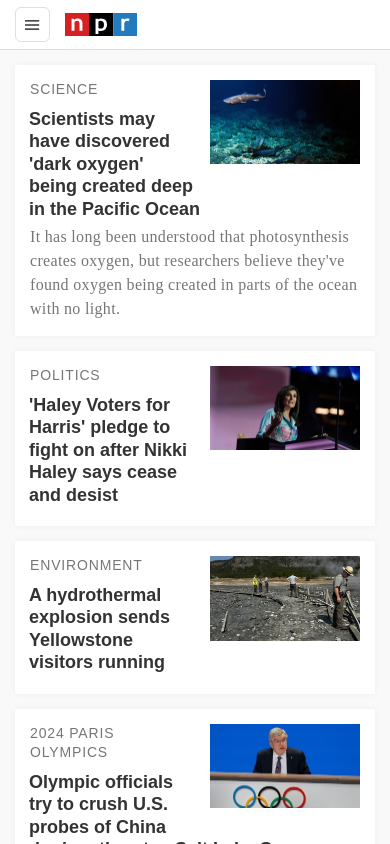 npr
SCIENCE
Scientists may
have discovered
'dark oxygen'
being created deep
in the Pacific Ocean
It has long been understood that photosynthesis
creates oxygen, but researchers believe they've
found oxygen being created in parts of the ocean
with no light.
POLITICS
'Haley Voters for
Harris' pledge to
fight on after Nikki
Haley says cease
and desist
ENVIRONMENT
A hydrothermal
explosion sends
Yellowstone
visitors running
2024 PARIS
OLYMPICS
Olympic officials
try to crush U.S.
probes of China